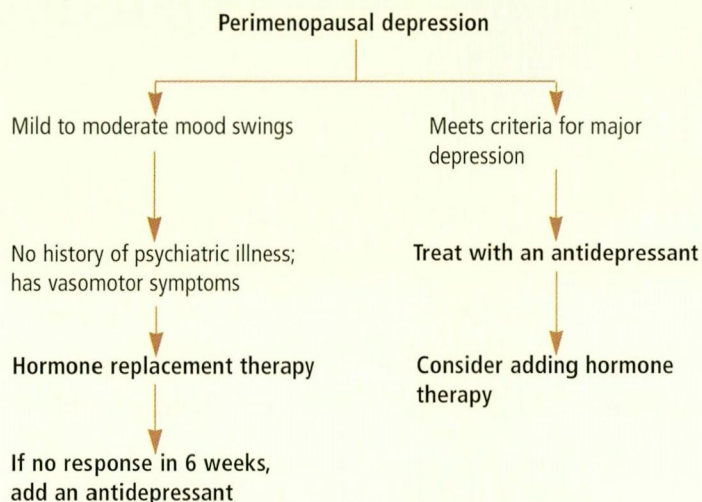 Perimenopausal depression
Mild to moderate mood swings
No history of psychiatric illness;
has vasomotor symptoms
Hormone replacement therapy
If no response in 6 weeks,
add an antidepressant
Meets criteria for major
depression
Treat with an antidepressant
Consider adding hormone
therapy